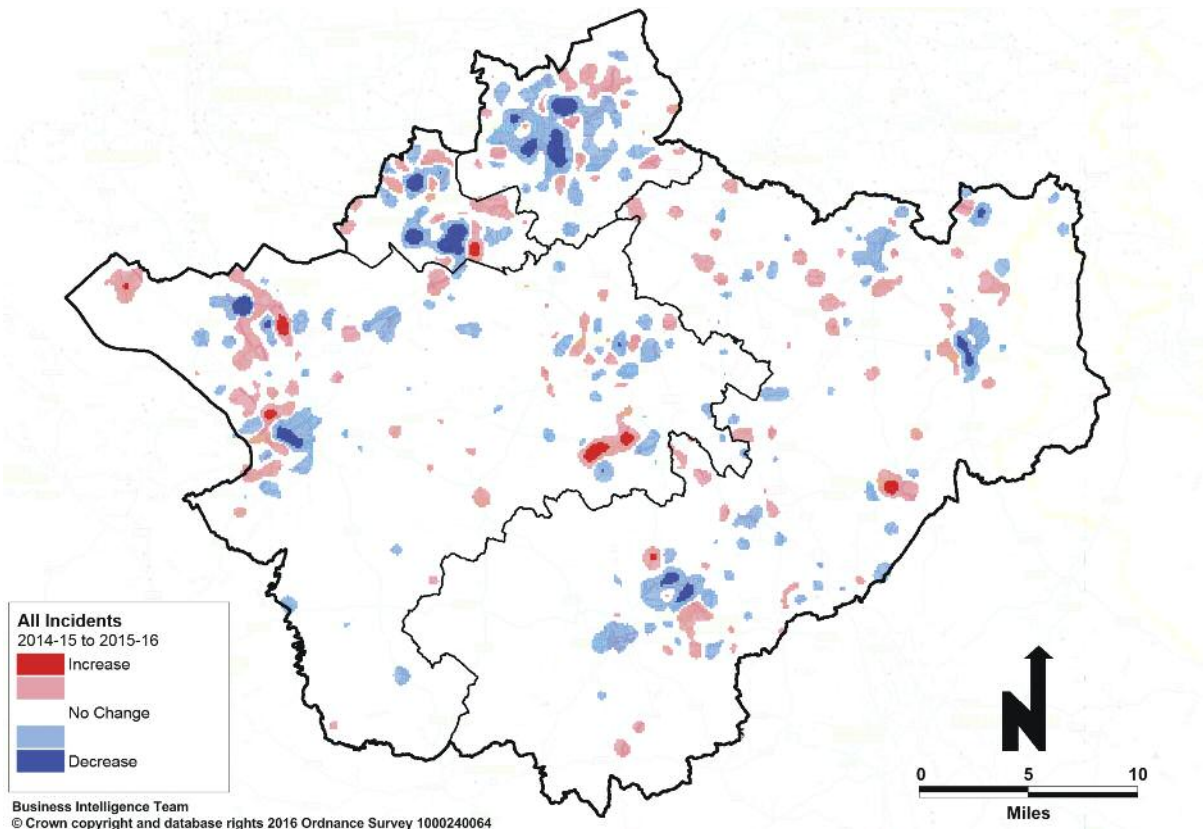 All Incidents
2014-15 to 2015-16
Increase
No Change
Decrease
Business Intelligence Team
© Crown copyright and database rights 2016 Ordnance Survey 1000240064
N
0 5 10
Miles